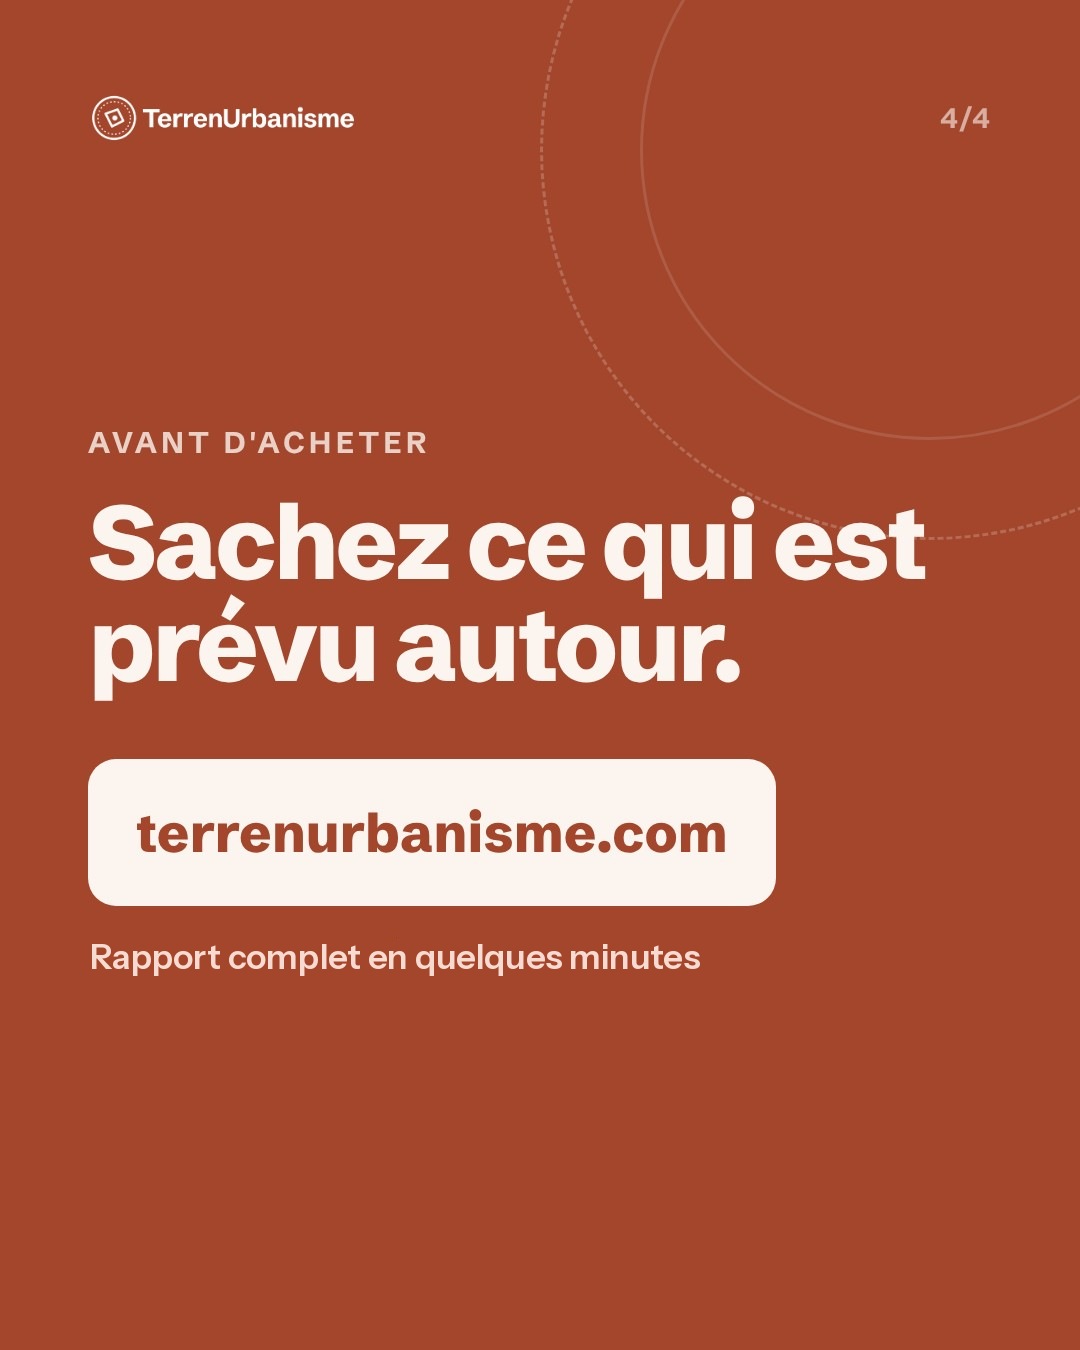 TerrenUrbanisme
4/4
AVANT D'ACHETER
Sachez ce qui est
prévu autour.
terrenurbanisme.com
Rapport complet en quelques minutes